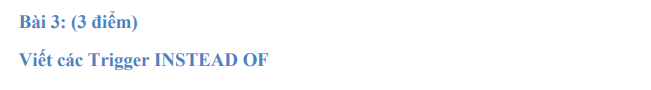 Bài 3: (3 điểm)
Viết các Trigger INSTEAD OF